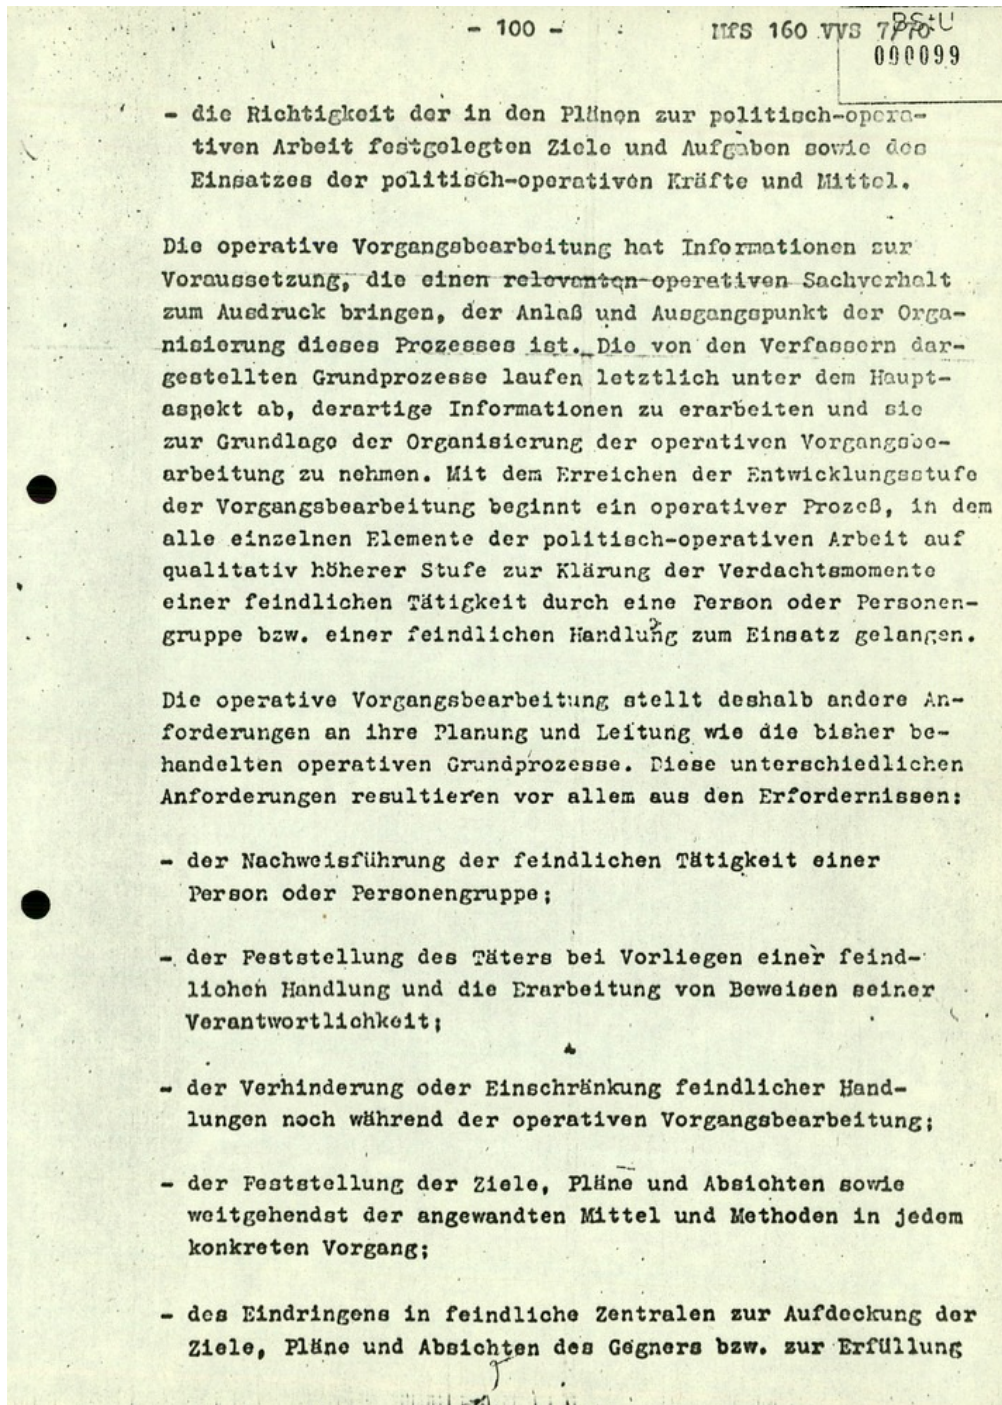 - 100 -
MfS 160 VVS 7/70
BStU
000099
- die Richtigkeit der in den Plänen zur politisch-opera-
tiven Arbeit festgelegten Ziele und Aufgaben sowie des
Einsatzes der politisch-operativen Kräfte und Mittel.
Die operative Vorgangsbearbeitung hat Informationen zur
Voraussetzung, die einen relevanten operativen Sachverhalt
zum Ausdruck bringen, der Anlaß und Ausgangspunkt der Orga-
nisierung dieses Prozesses ist. Die von den Verfassern dar-
gestellten Grundprozesse laufen letztlich unter dem Haupt-
aspekt ab, derartige Informationen zu erarbeiten und sie
zur Grundlage der Organisierung der operativen Vorgangsbe-
arbeitung zu nehmen. Mit dem Erreichen der Entwicklungsstufe
der Vorgangsbearbeitung beginnt ein operativer Prozeß, in dem
alle einzelnen Elemente der politisch-operativen Arbeit auf
qualitativ höherer Stufe zur Klärung der Verdachtsmomente
einer feindlichen Tätigkeit durch eine Person oder Personen-
gruppe bzw. einer feindlichen Handlung zum Einsatz gelangen.
Die operative Vorgangsbearbeitung stellt deshalb andere An-
forderungen an ihre Planung und Leitung wie die bisher be-
handelten operativen Grundprozesse. Diese unterschiedlichen
Anforderungen resultieren vor allem aus den Erfordernissen:
- der Nachweisführung der feindlichen Tätigkeit einer
Person oder Personengruppe;
- der Feststellung des Täters bei Vorliegen einer feind-
lichen Handlung und die Erarbeitung von Beweisen seiner
Verantwortlichkeit;
- der Verhinderung oder Einschränkung feindlicher Hand-
lungen noch während der operativen Vorgangsbearbeitung;
- der Feststellung der Ziele, Pläne und Absichten sowie
weitgehendst der angewandten Mittel und Methoden in jedem
konkreten Vorgang;
- des Eindringens in feindliche Zentralen zur Aufdeckung der
Ziele, Pläne und Absichten des Gegners bzw. zur Erfüllung